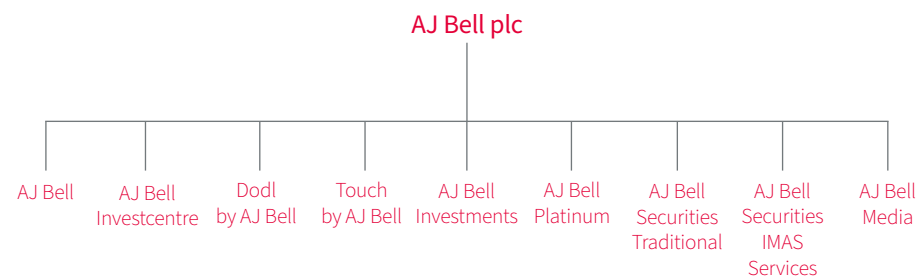 AJ Bell plc
AJ Bell
AJ Bell
Investcentre
Dodl
by AJ Bell
Touch
by AJ Bell
AJ Bell
Investments
AJ Bell
Platinum
AJ Bell
Securities
Traditional
AJ Bell
Securities
IMAS
Services
AJ Bell
Media